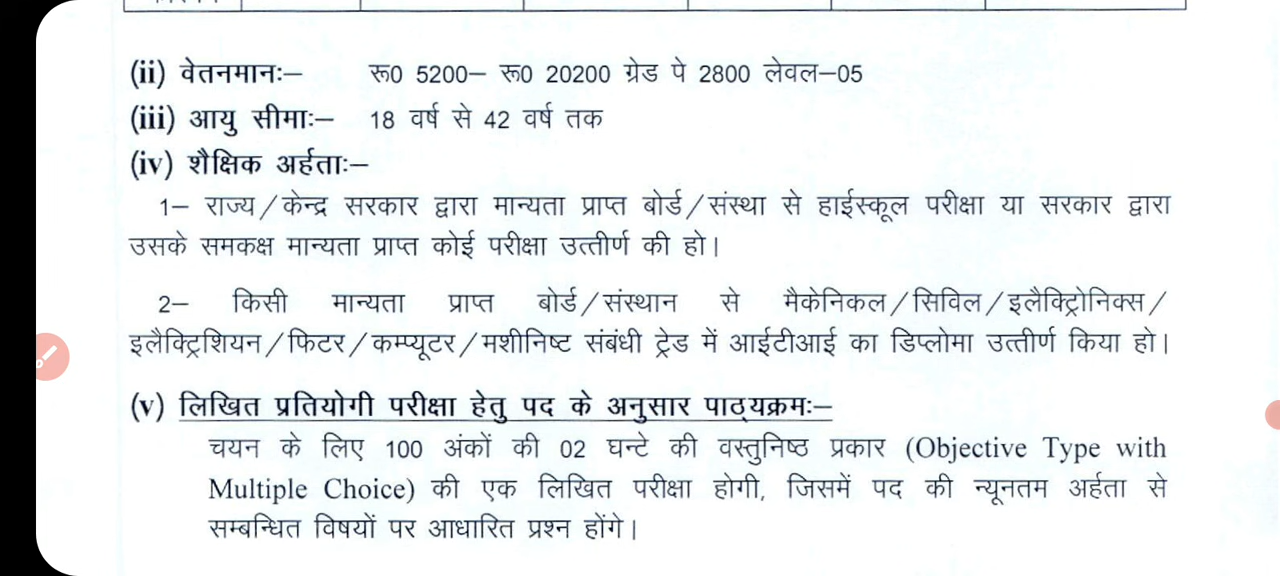 (ii) वेतनमानः– रू0 5200– रू0 20200 ग्रेड पे 2800 लेवल–05
(iii) आयु सीमाः– 18 वर्ष से 42 वर्ष तक
(iv) शैक्षिक अर्हताः–
1– राज्य/केन्द्र सरकार द्वारा मान्यता प्राप्त बोर्ड/संस्था से हाईस्कूल परीक्षा या सरकार द्वारा
उसके समकक्ष मान्यता प्राप्त कोई परीक्षा उत्तीर्ण की हो।
2– किसी मान्यता प्राप्त बोर्ड/संस्थान से मैकेनिकल/सिविल/इलैक्ट्रोनिक्स/
इलैक्ट्रिशियन/फिटर/कम्प्यूटर/मशीनिष्ट संबंधी ट्रेड में आईटीआई का डिप्लोमा उत्तीर्ण किया हो।
(v) लिखित प्रतियोगी परीक्षा हेतु पद के अनुसार पाठ्यक्रमः–
चयन के लिए 100 अंकों की 02 घन्टे की वस्तुनिष्ठ प्रकार (Objective Type with
Multiple Choice) की एक लिखित परीक्षा होगी, जिसमें पद की न्यूनतम अर्हता से
सम्बन्धित विषयों पर आधारित प्रश्न होंगे।